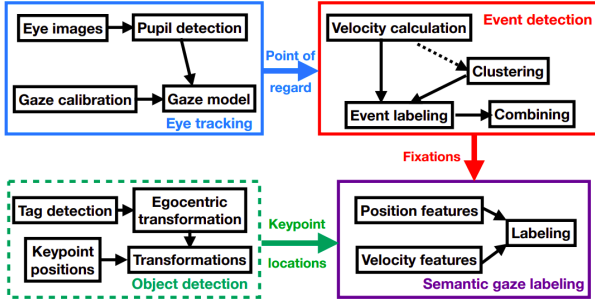 Eye images
Pupil detection
Gaze calibration
Gaze model
Eye tracking
Point of
regard
Event detection
Velocity calculation
Clustering
Event labeling
Combining
Fixations
Tag detection
Egocentric
transformation
Keypoint
positions
Transformations
Object detection
Keypoint
locations
Position features
Labeling
Velocity features
Semantic gaze labeling